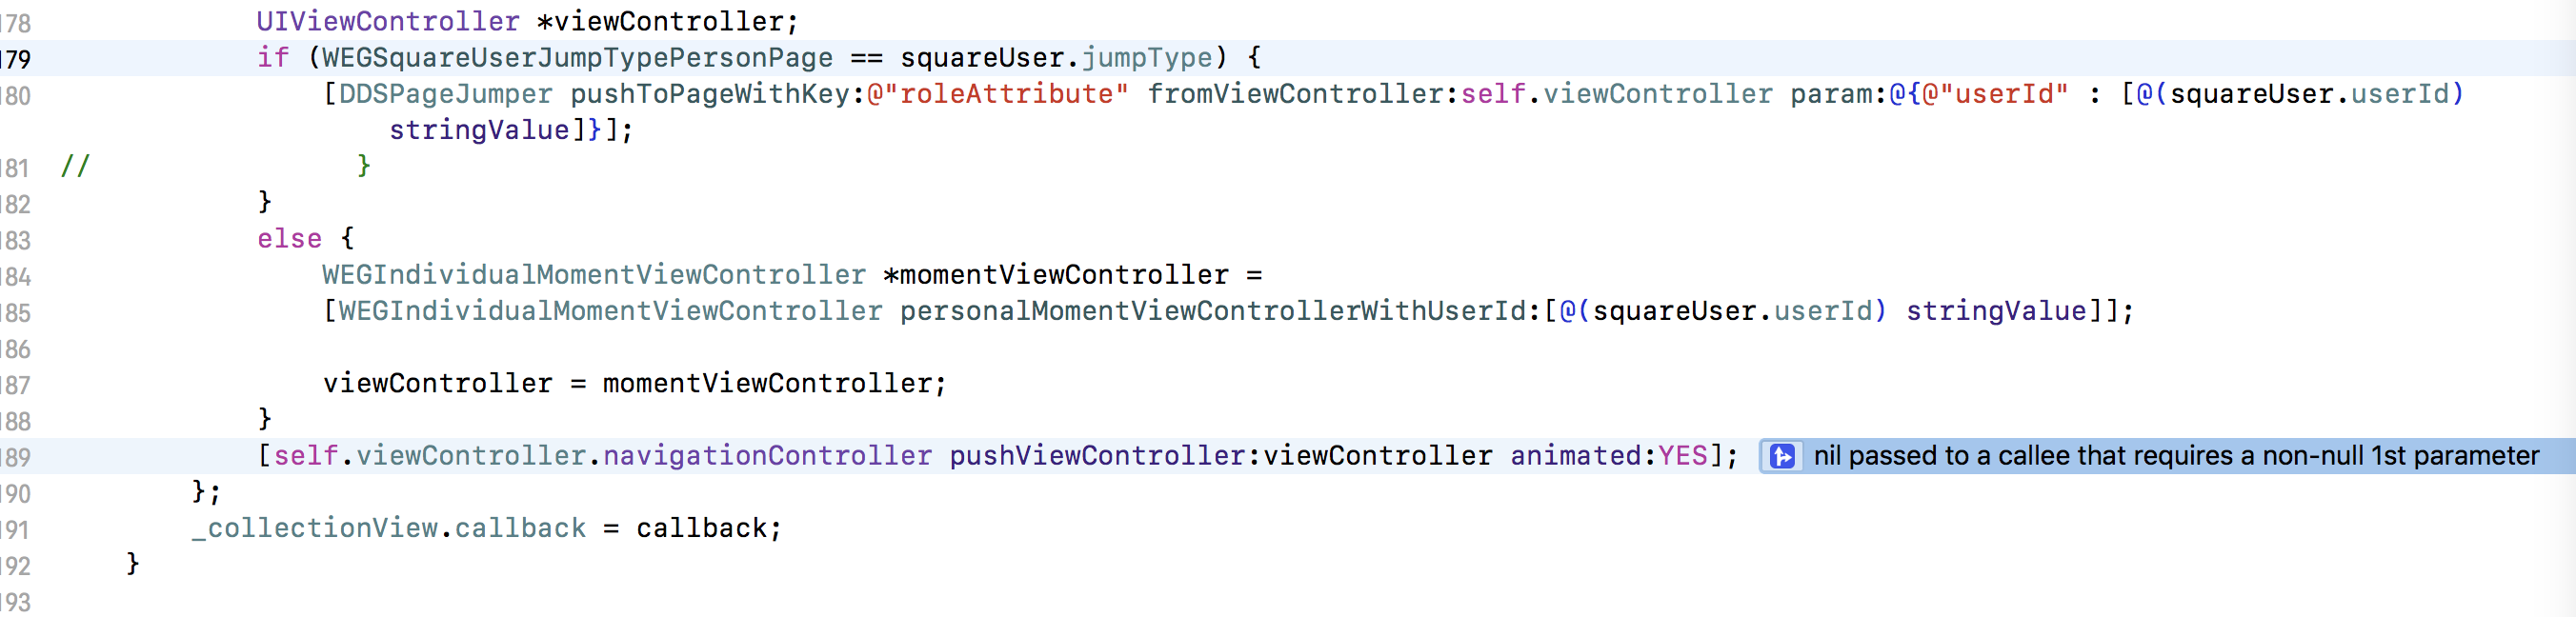 178 UIViewController *viewController;
179 if (WEGSquareUserJumpTypePersonPage == squareUser.jumpType) {
180 [DDSPageJumper pushToPageWithKey:@"roleAttribute" fromViewController:self.viewController param:@{@"userId" : [@(squareUser.userId)
stringValue]}];
181 // }
182 }
183 else {
184 WEGIndividualMomentViewController *momentViewController =
185 [WEGIndividualMomentViewController personalMomentViewControllerWithUserId:[@(squareUser.userId) stringValue]];
186
187 viewController = momentViewController;
188 }
189 [self.viewController.navigationController pushViewController:viewController animated:YES]; nil passed to a callee that requires a non-null 1st parameter
190 };
191 _collectionView.callback = callback;
192 }
193